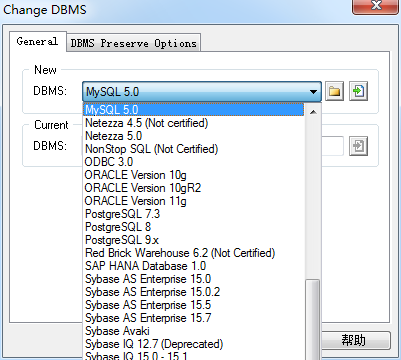 Change DBMS
General
DBMS Preserve Options
New
DBMS:
MySQL 5.0
MySQL 5.0
Netezza 4.5 (Not certified)
Netezza 5.0
NonStop SQL (Not Certified)
Current
DBMS:
ODBC 3.0
ORACLE Version 10g
ORACLE Version 10gR2
ORACLE Version 11g
PostgreSQL 7.3
PostgreSQL 8
PostgreSQL 9.x
Red Brick Warehouse 6.2 (Not Certified)
SAP HANA Database 1.0
Sybase AS Enterprise 15.0
Sybase AS Enterprise 15.0.2
Sybase AS Enterprise 15.5
Sybase AS Enterprise 15.7
Sybase Avaki
Sybase IQ 12.7 (Deprecated)
Sybase IQ 15.0 - 15.1
帮助